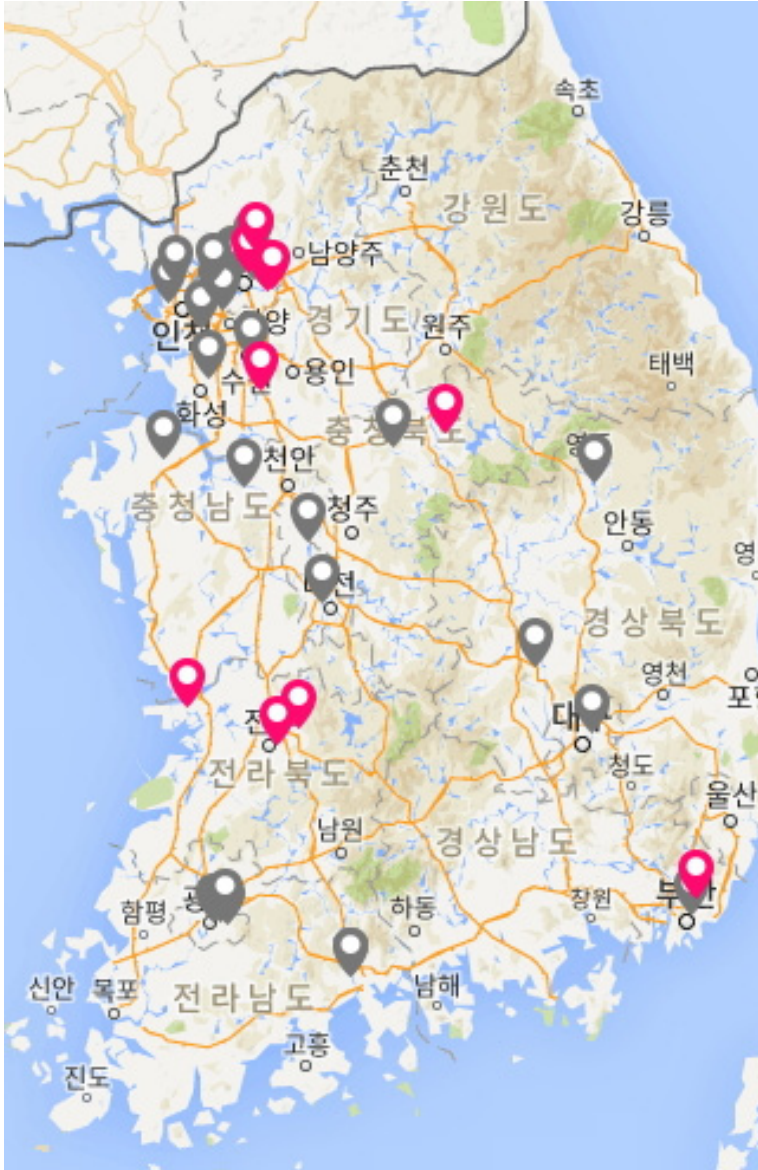 속초
춘천
강원도
강릉
남양주
경기도
원주
용인
태백
화성
충청북도
천안
충청남도
청주
안동
경상북도
영천
청도
울산
전라북도
경상남도
남원
창원
하동
함평
신안
목포
전라남도
남해
고흥
진도